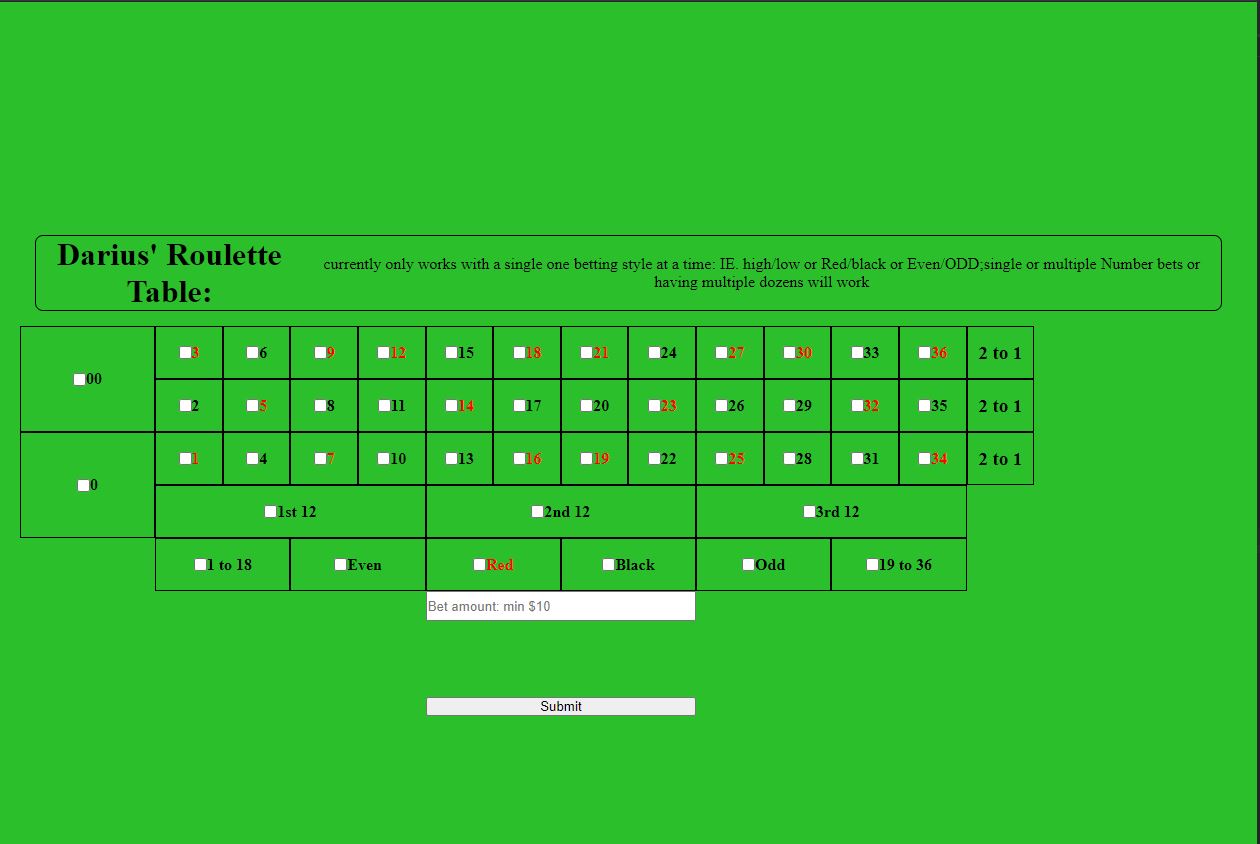 Darius' Roulette
Table:
currently only works with a single one betting style at a time: IE. high/low or Red/black or Even/ODD;single or multiple Number bets or
having multiple dozens will work
00
3 6 9 12 15 18 21 24 27 30 33 36 2 to 1
2 5 8 11 14 17 20 23 26 29 32 35 2 to 1
0
1 4 7 10 13 16 19 22 25 28 31 34 2 to 1
1st 12 2nd 12 3rd 12
1 to 18 Even Red Black Odd 19 to 36
Bet amount: min $10
Submit